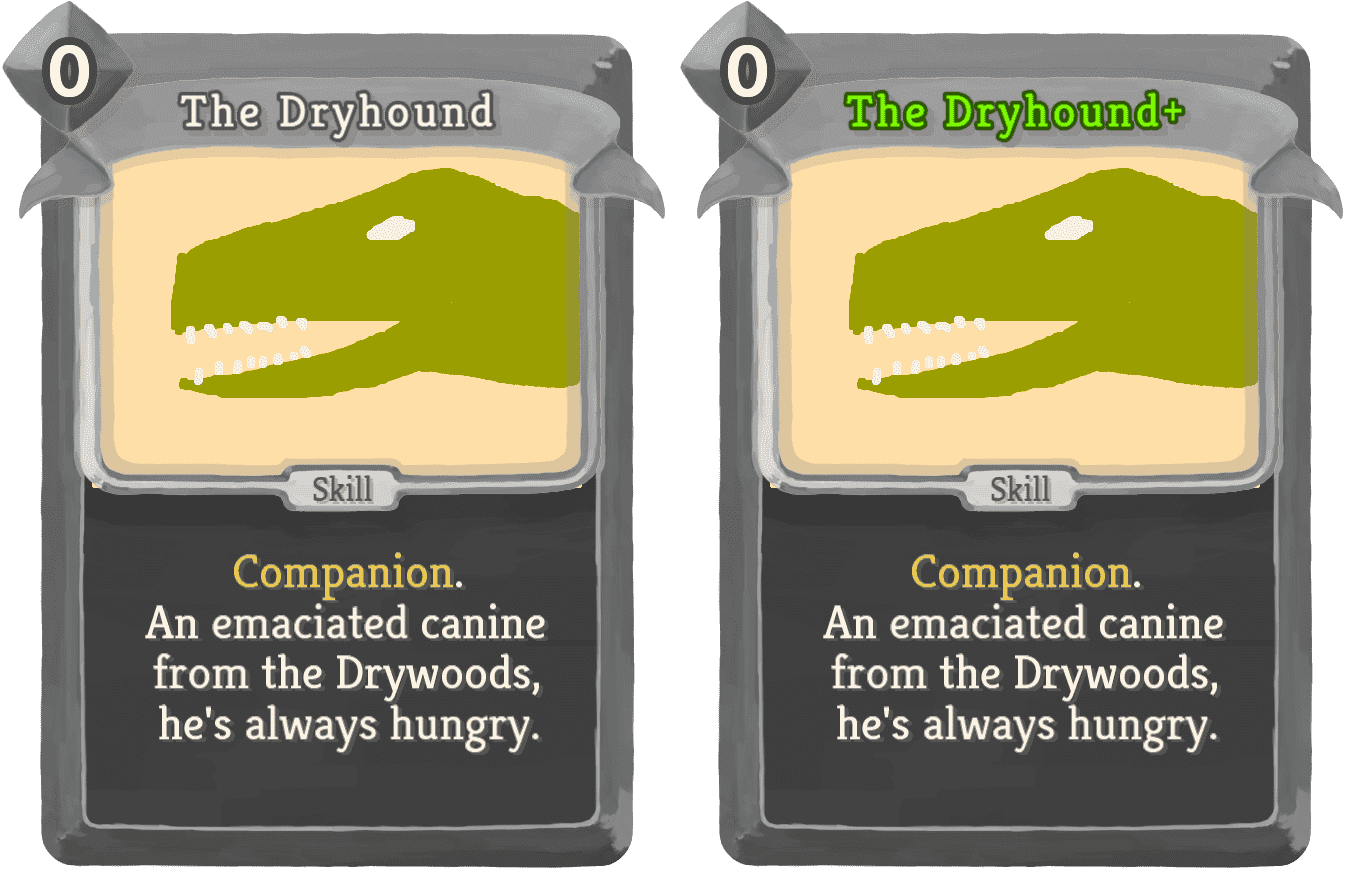 0
The Dryhound
Skill
Companion.
An emaciated canine
from the Drywoods,
he's always hungry.
0
The Dryhound+
Skill
Companion.
An emaciated canine
from the Drywoods,
he's always hungry.